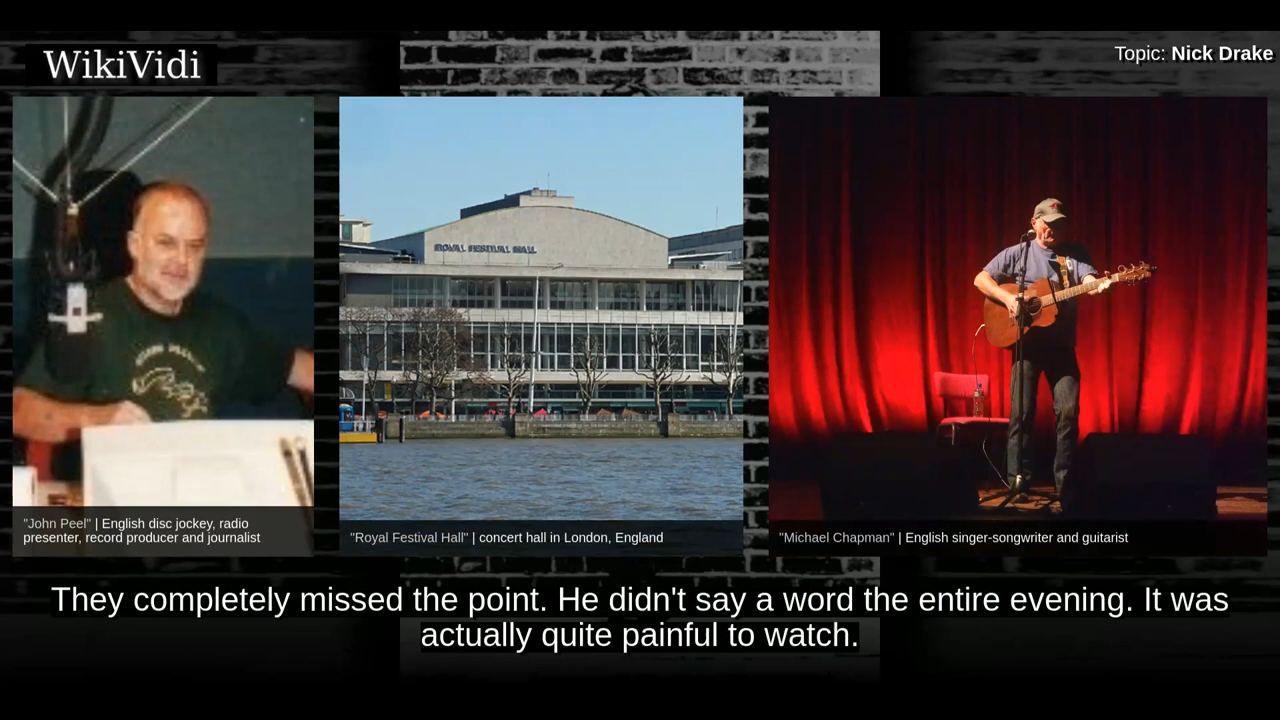 WikiVidi
Topic: Nick Drake
ROYAL FESTIVAL HALL
"John Peel" | English disc jockey, radio
presenter, record producer and journalist
"Royal Festival Hall" | concert hall in London, England
"Michael Chapman" | English singer-songwriter and guitarist
They completely missed the point. He didn't say a word the entire evening. It was
actually quite painful to watch.